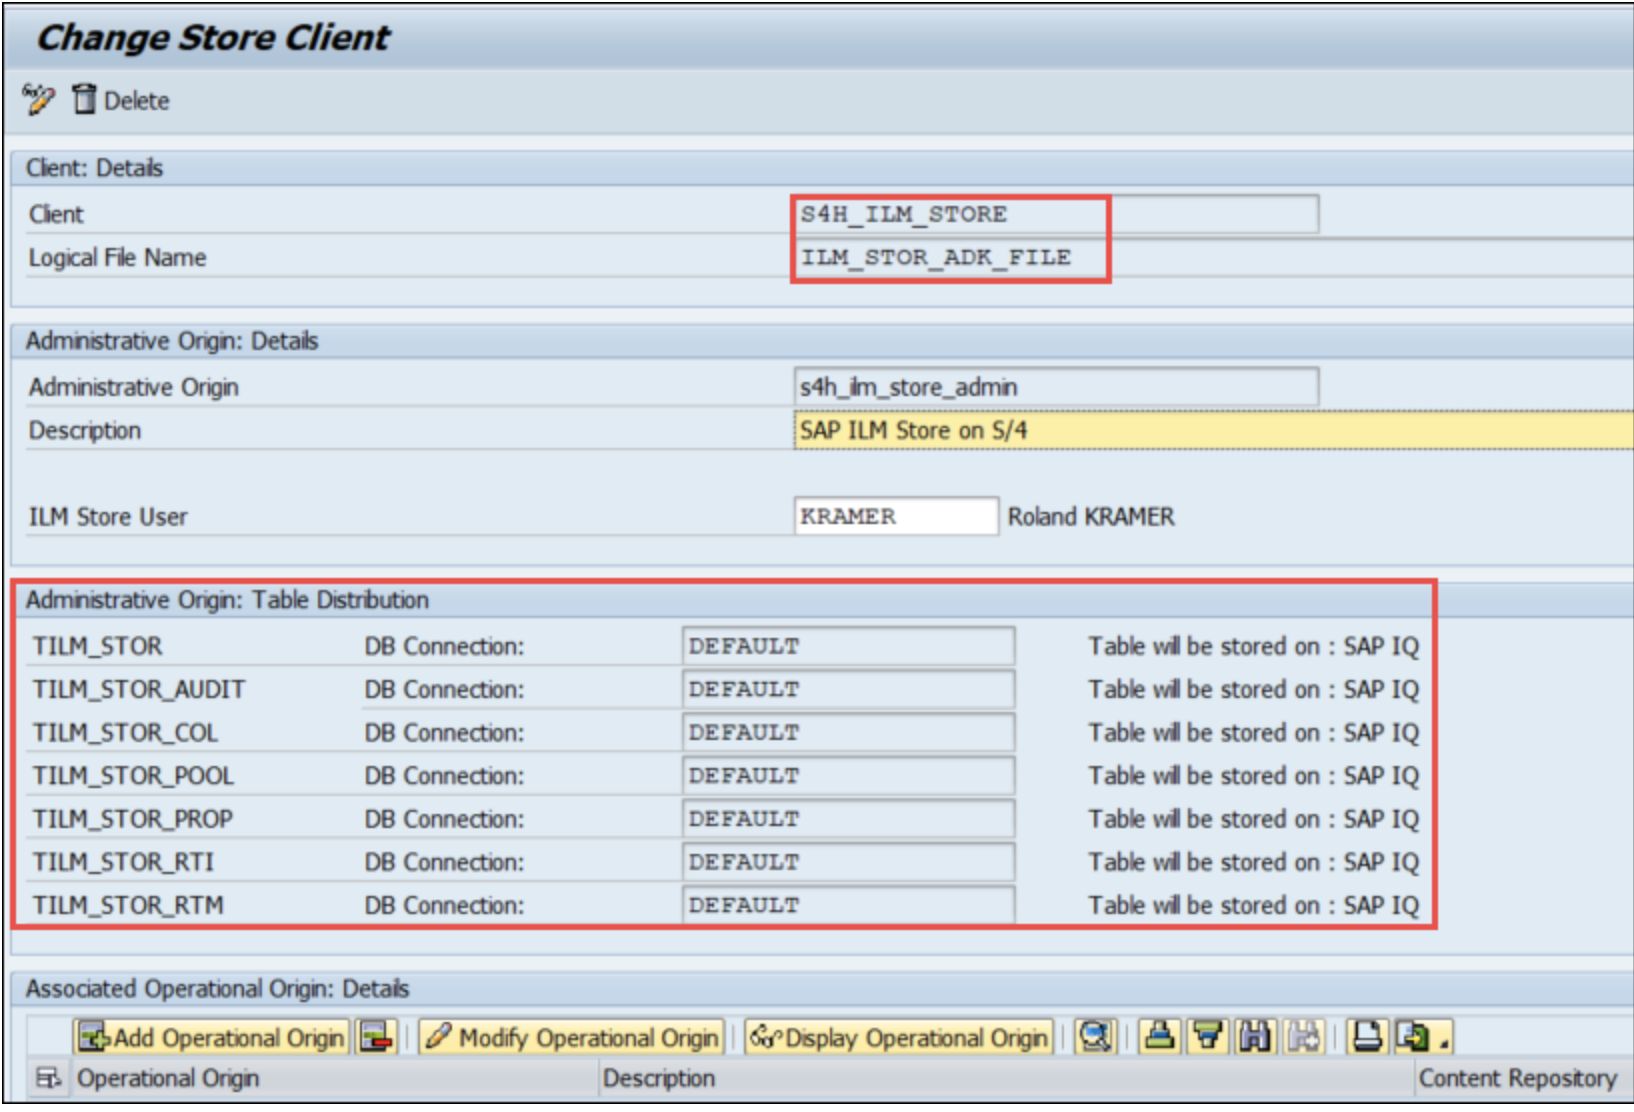 Change Store Client
Delete
Client: Details
Client S4H_ILM_STORE
Logical File Name ILM_STOR_ADK_FILE
Administrative Origin: Details
Administrative Origin s4h_ilm_store_admin
Description SAP ILM Store on S/4
ILM Store User KRAMER Roland KRAMER
Administrative Origin: Table Distribution
TILM_STOR DB Connection: DEFAULT Table will be stored on : SAP IQ
TILM_STOR_AUDIT DB Connection: DEFAULT Table will be stored on : SAP IQ
TILM_STOR_COL DB Connection: DEFAULT Table will be stored on : SAP IQ
TILM_STOR_POOL DB Connection: DEFAULT Table will be stored on : SAP IQ
TILM_STOR_PROP DB Connection: DEFAULT Table will be stored on : SAP IQ
TILM_STOR_RTI DB Connection: DEFAULT Table will be stored on : SAP IQ
TILM_STOR_RTM DB Connection: DEFAULT Table will be stored on : SAP IQ
Associated Operational Origin: Details
Add Operational Origin Modify Operational Origin Display Operational Origin
Operational Origin Description Content Repository